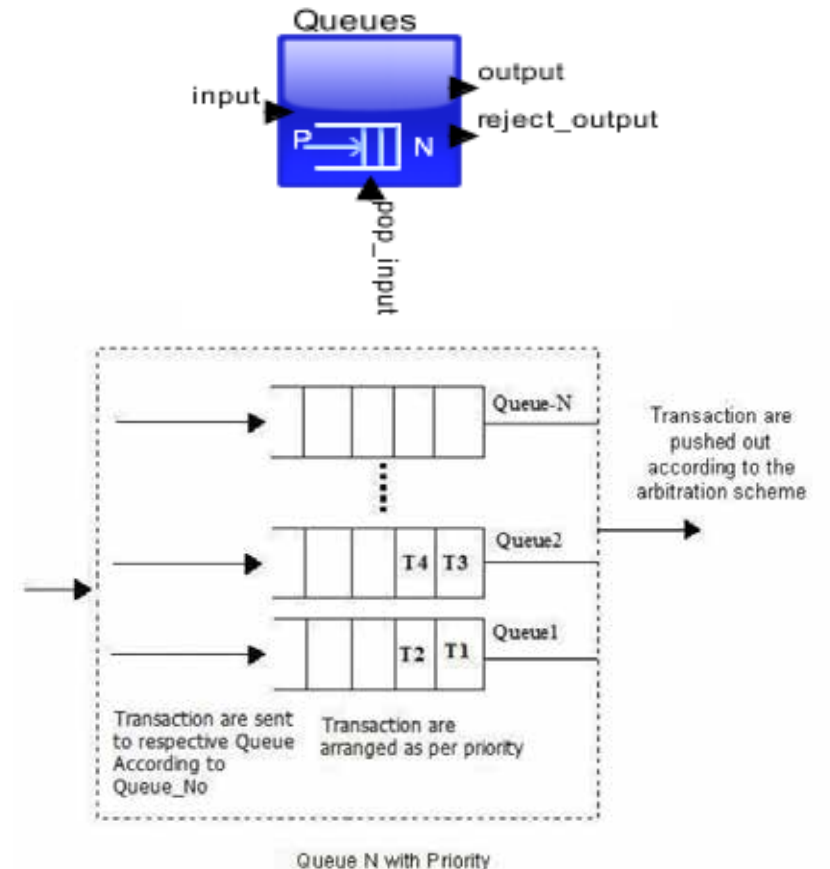 Queues
input
output
reject_output
P
N
pop_input
Queue-N
Transaction are
pushed out
according to the
arbitration scheme
Queue2
T4 T3
Queue1
T2 T1
Transaction are sent
to respective Queue
According to
Queue_No
Transaction are
arranged as per priority
Queue N with Priority